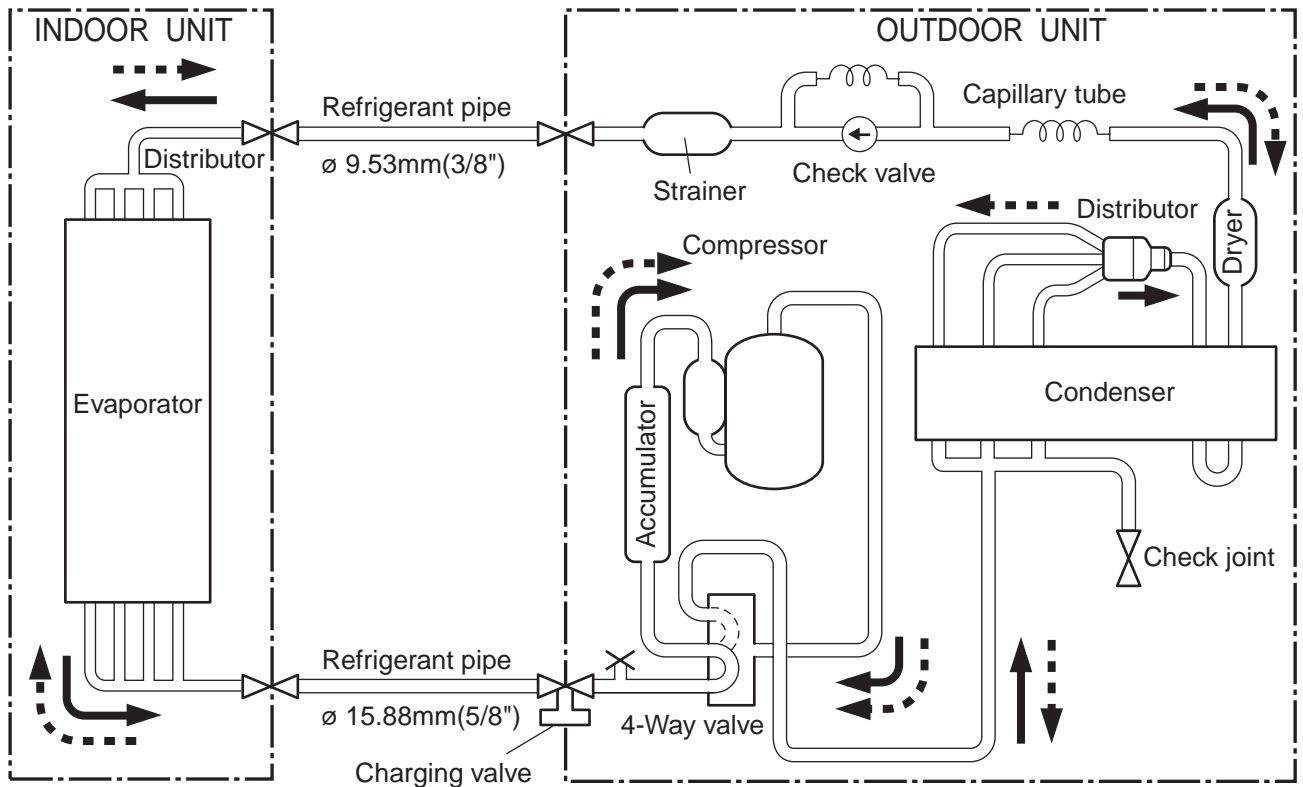 INDOOR UNIT
OUTDOOR UNIT
Refrigerant pipe
Capillary tube
Distributor
ø 9.53mm(3/8")
Strainer
Check valve
Distributor
Dryer
Compressor
Evaporator
Condenser
Accumulator
Check joint
Refrigerant pipe
ø 15.88mm(5/8")
4-Way valve
Charging valve